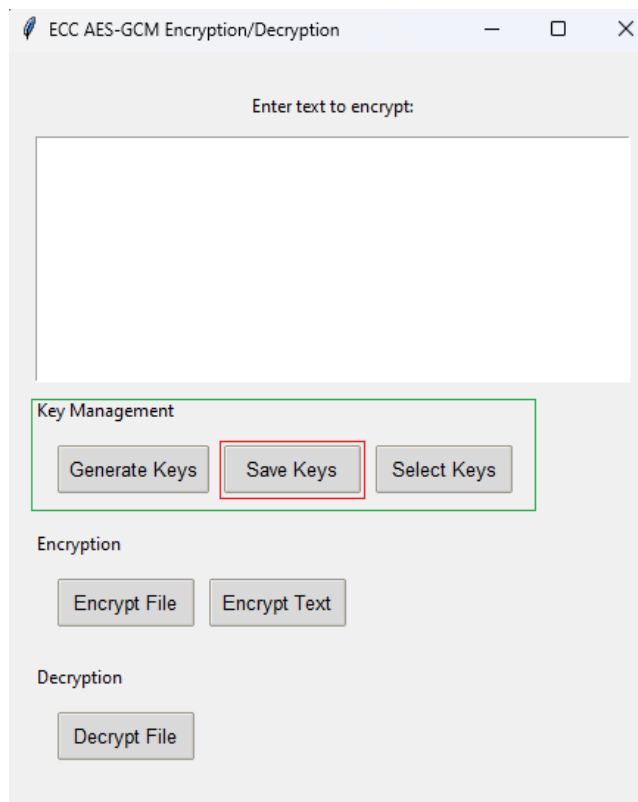 ECC AES-GCM Encryption/Decryption
Enter text to encrypt:
Key Management
Generate Keys Save Keys Select Keys
Encryption
Encrypt File Encrypt Text
Decryption
Decrypt File